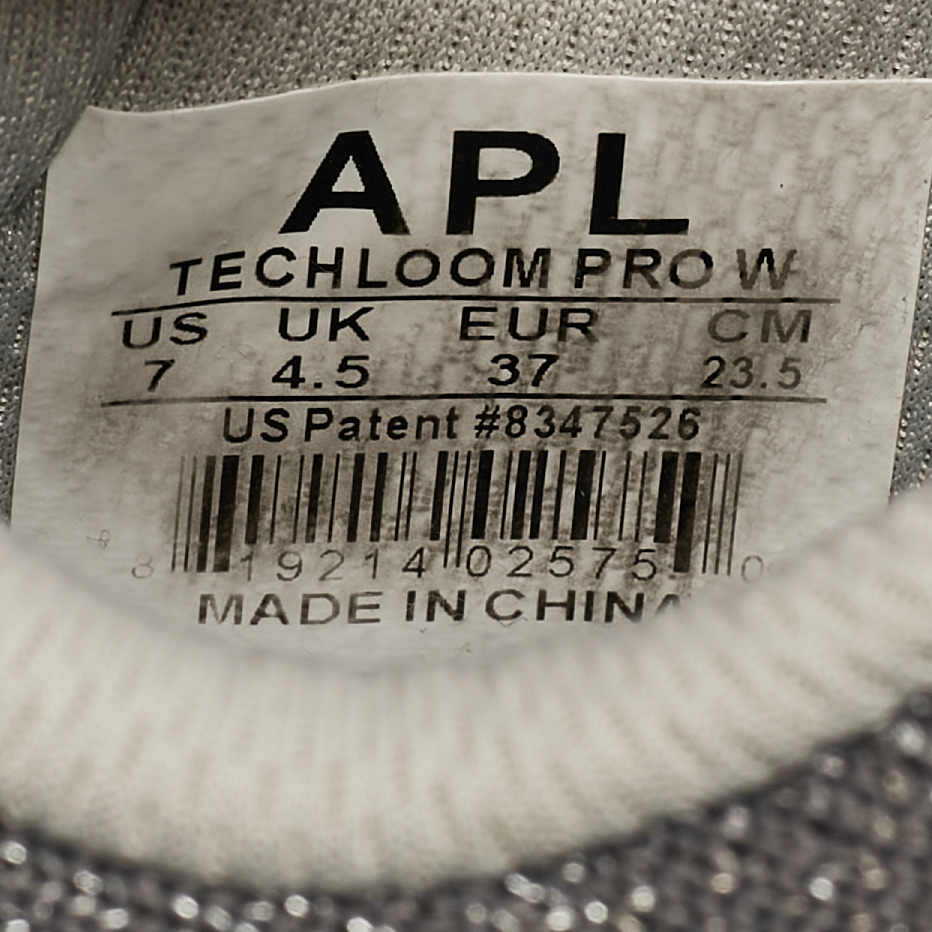 APL
TECHLOOM PRO W
US UK EUR CM
7 4.5 37 23.5
US Patent #8347526
8 19214 02575 0
MADE IN CHINA